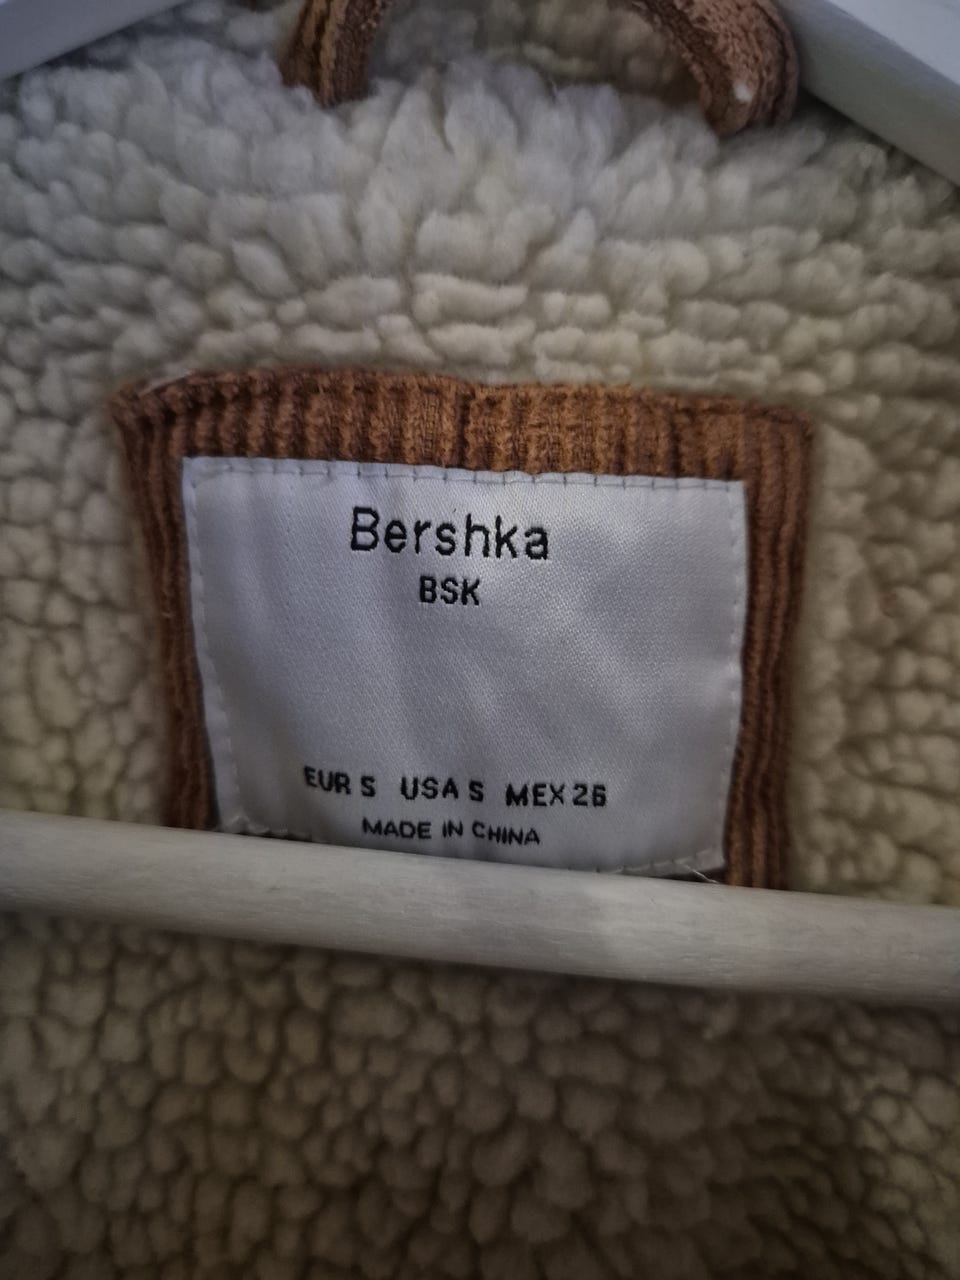 Bershka
BSK
EUR S USA S MEX 26
MADE IN CHINA